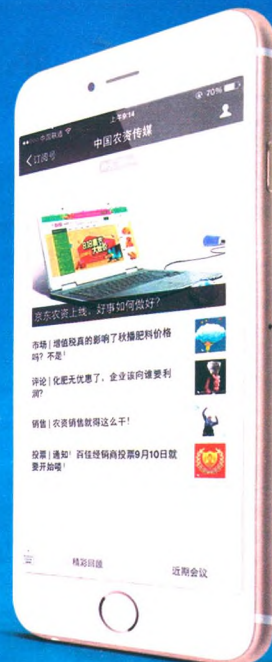 中国联通
上午8:14
70%
订阅号
中国农资传媒
京东农资上线，好事如何做好？
市场|增值税真的影响了秋播肥料价格
吗？不是！
评论|化肥无优惠了，企业该向谁要利
润？
销售|农资销售就得这么干！
投票|通知！百佳经销商投票9月10日就
要开始喽！
精彩回顾
近期会议